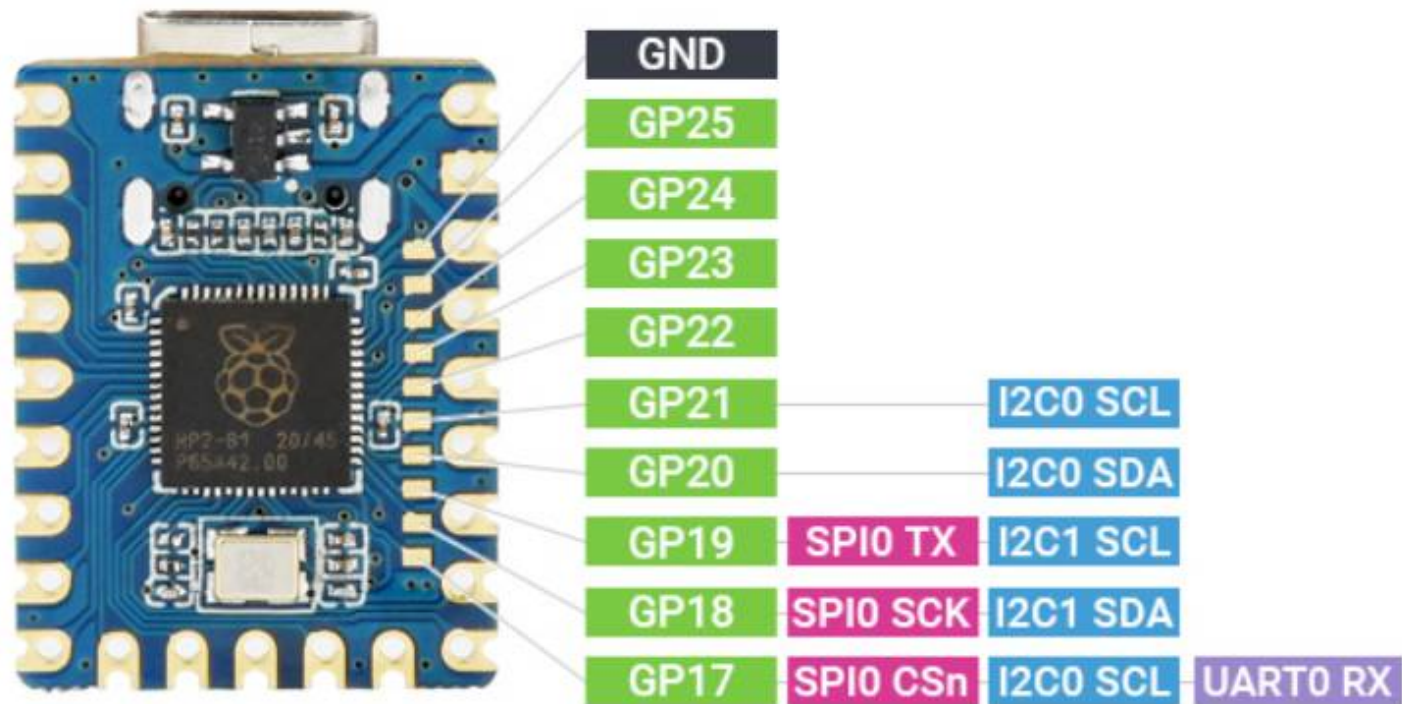 GND
GP25
GP24
GP23
GP22
GP21 I2C0 SCL
GP20 I2C0 SDA
GP19 SPI0 TX I2C1 SCL
GP18 SPI0 SCK I2C1 SDA
GP17 SPI0 CSn I2C0 SCL UART0 RX
RP2-B1 20/45
P65A42.00